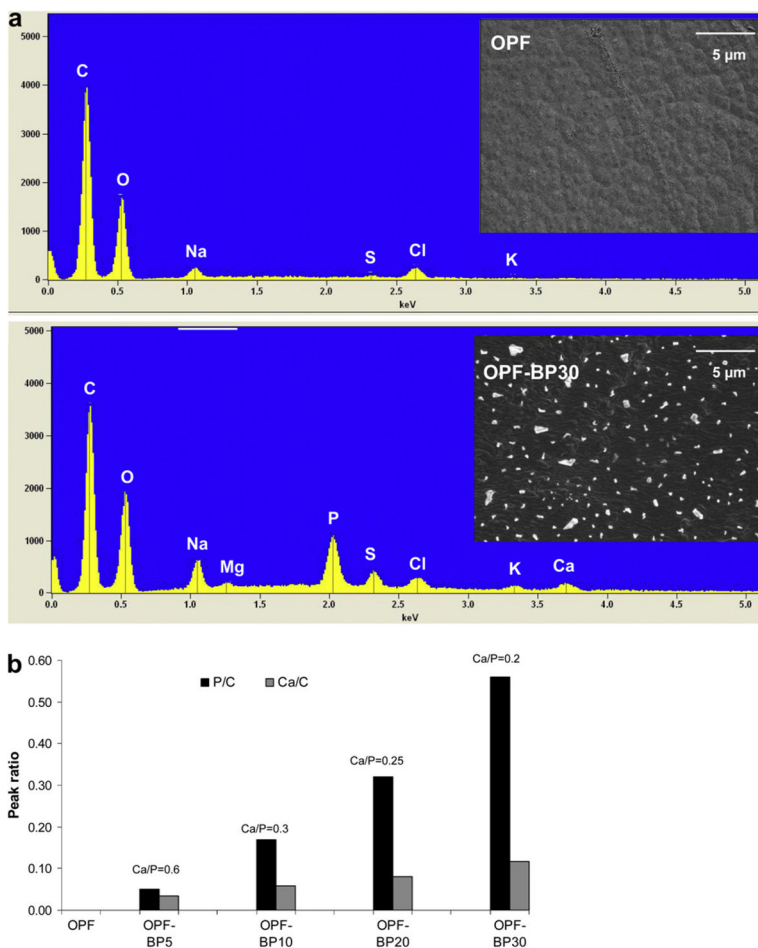 a
5000
4000
3000
2000
1000
0
C
O
Na
S
Cl
K
OPF
5 µm
0.0 0.5 1.0 1.5 2.0 2.5 3.0 3.5 4.0 4.5 5.0
keV
5000
4000
3000
2000
1000
0
C
O
Na
Mg
P
S
Cl
K
Ca
OPF-BP30
5 µm
0.0 0.5 1.0 1.5 2.0 2.5 3.0 3.5 4.0 4.5 5.0
keV
b
0.60
0.50
0.40
0.30
0.20
0.10
0.00
Peak ratio
P/C Ca/C
Ca/P=0.6
Ca/P=0.3
Ca/P=0.25
Ca/P=0.2
OPF
OPF-
BP5
OPF-
BP10
OPF-
BP20
OPF-
BP30